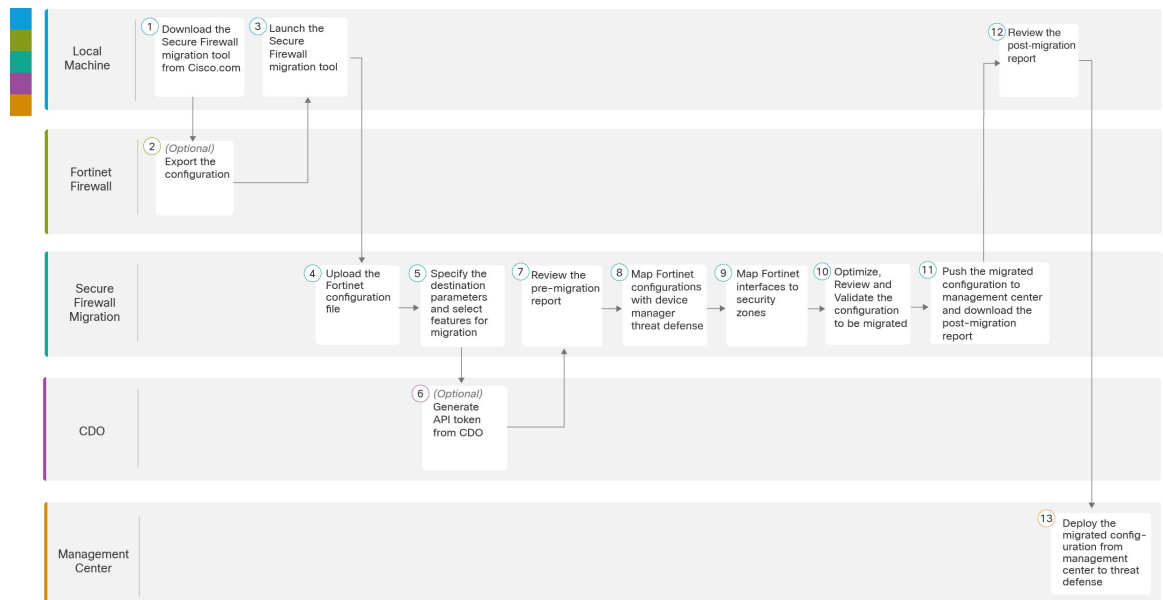 Local
Machine
1
Download the
Secure Firewall
migration tool
from Cisco.com
3
Launch the
Secure
Firewall
migration tool
12
Review the
post-migration
report
Fortinet
Firewall
2
(Optional)
Export the
configuration
Secure
Firewall
Migration
4
Upload the
Fortinet
configuration
file
5
Specify the
destination
parameters
and select
features for
migration
7
Review the
pre-migration
report
8
Map Fortinet
configurations
with device
manager
threat defense
9
Map Fortinet
interfaces to
security
zones
10
Optimize,
Review and
Validate the
configuration
to be migrated
11
Push the migrated
configuration to
management center
and download the
post-migration
report
CDO
6
(Optional)
Generate
API token
from CDO
Management
Center
13
Deploy the
migrated config-
uration from
management
center to threat
defense